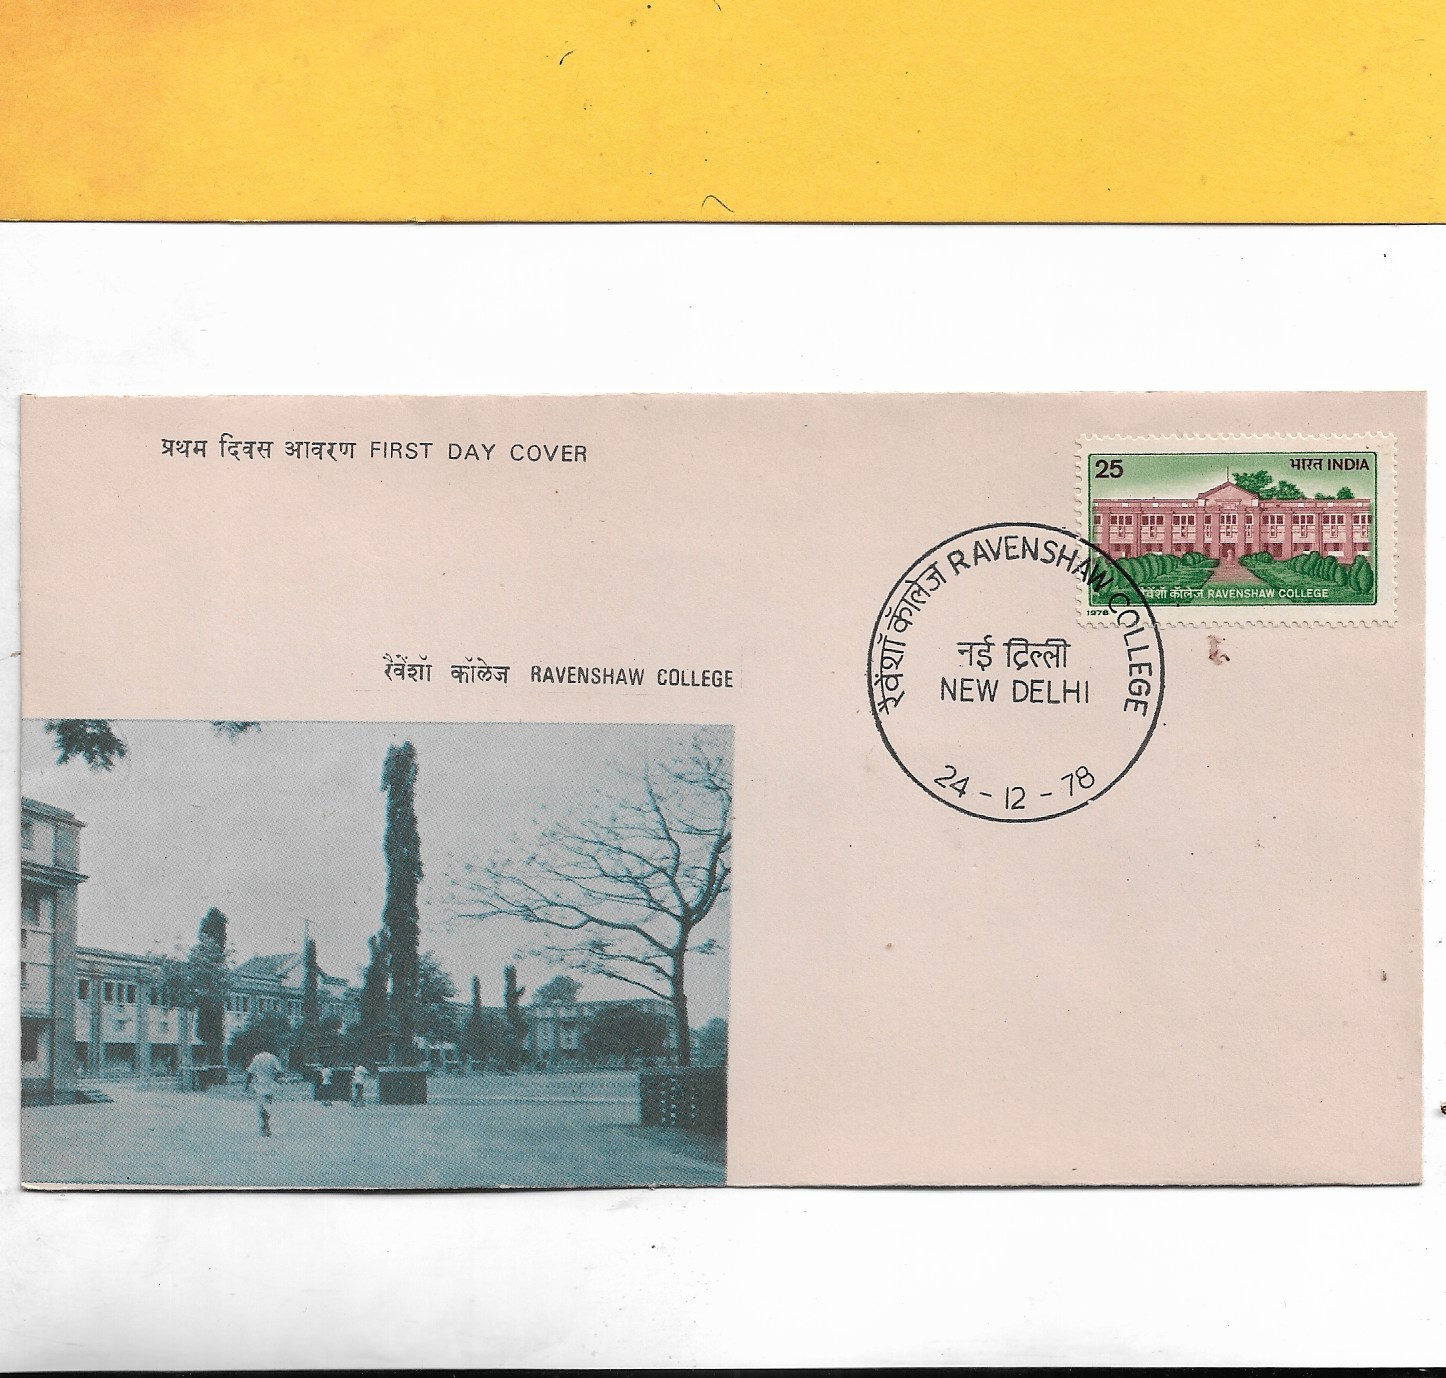 प्रथम दिवस आवरण FIRST DAY COVER
25 भारत INDIA
रेवेंशॉ कॉलेज RAVENSHAW COLLEGE
1978
रेवेंशॉ कॉलेज RAVENSHAW COLLEGE
नई दिल्ली
NEW DELHI
24-12-78
रैवेंशॉ कॉलेज RAVENSHAW COLLEGE